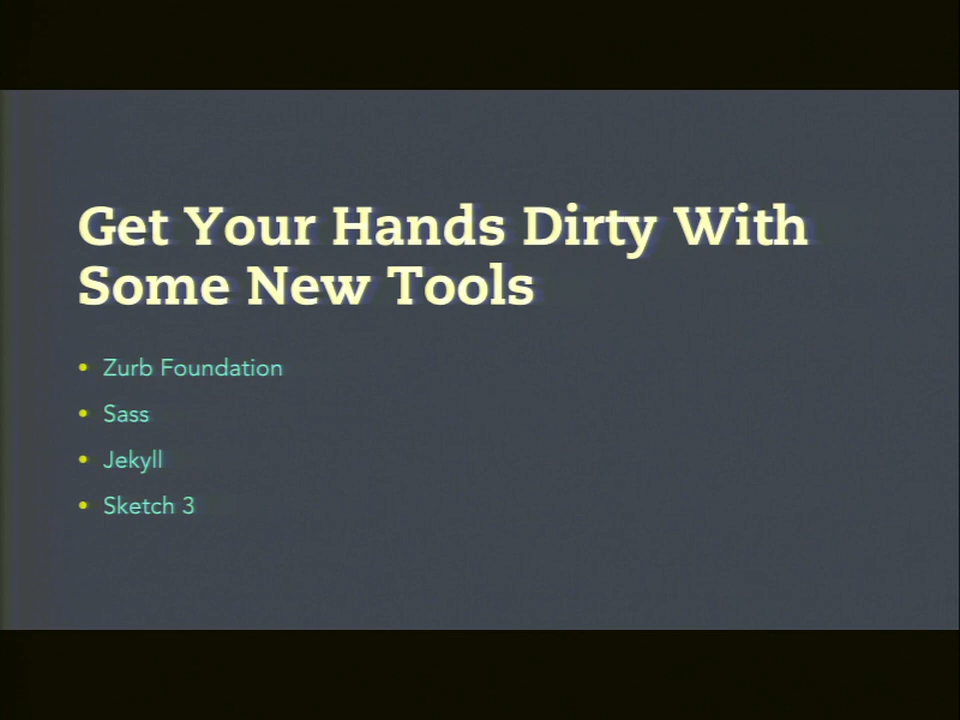 Get Your Hands Dirty With
Some New Tools
• Zurb Foundation
• Sass
• Jekyll
• Sketch 3